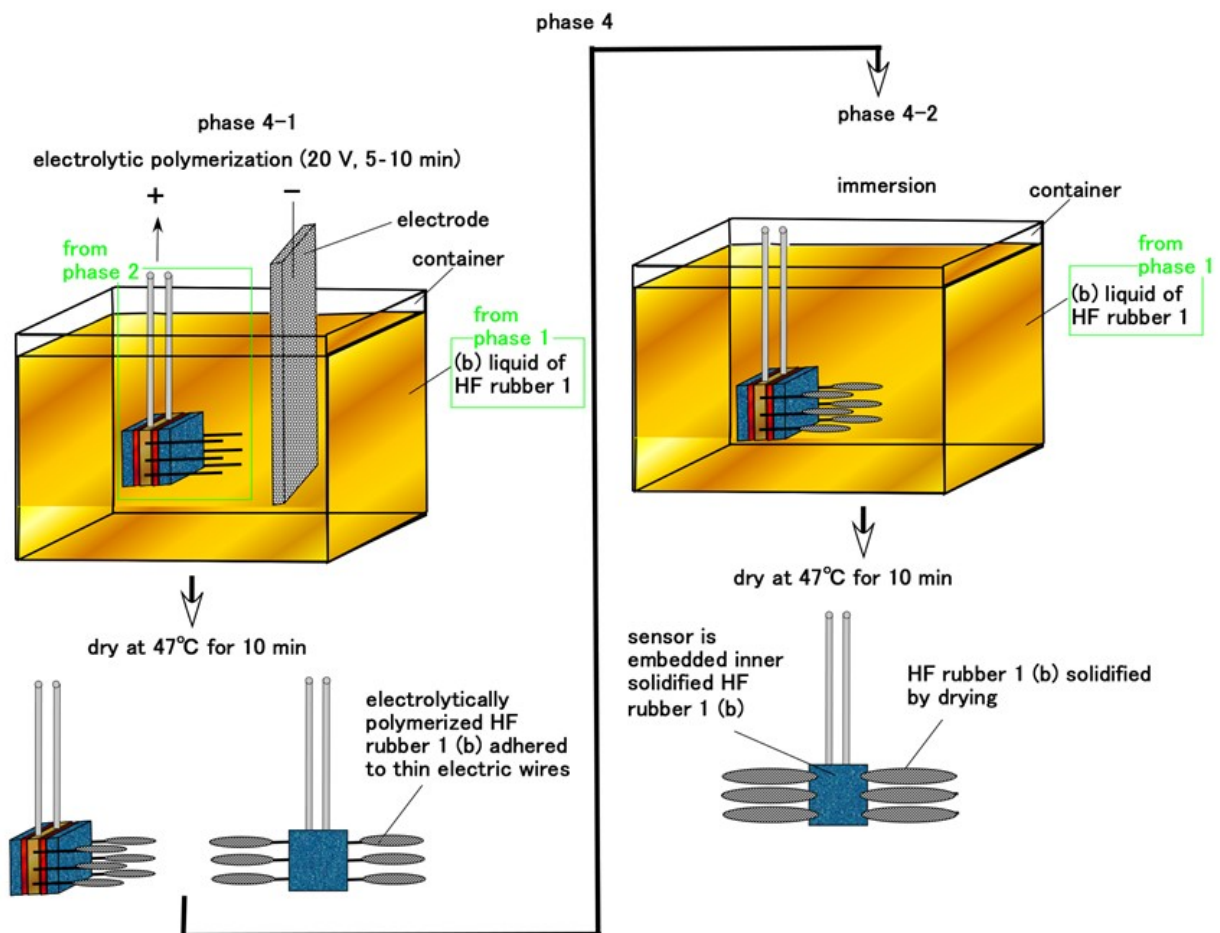 phase 4
phase 4-1
electrolytic polymerization (20 V, 5-10 min)
+
−
electrode
from
phase 2
container
from
phase 1
(b) liquid of
HF rubber 1
dry at 47℃ for 10 min
electrolytically
polymerized HF
rubber 1 (b) adhered
to thin electric wires
phase 4-2
immersion
container
from
phase 1
(b) liquid of
HF rubber 1
dry at 47℃ for 10 min
sensor is
embedded inner
solidified HF
rubber 1 (b)
HF rubber 1 (b) solidified
by drying